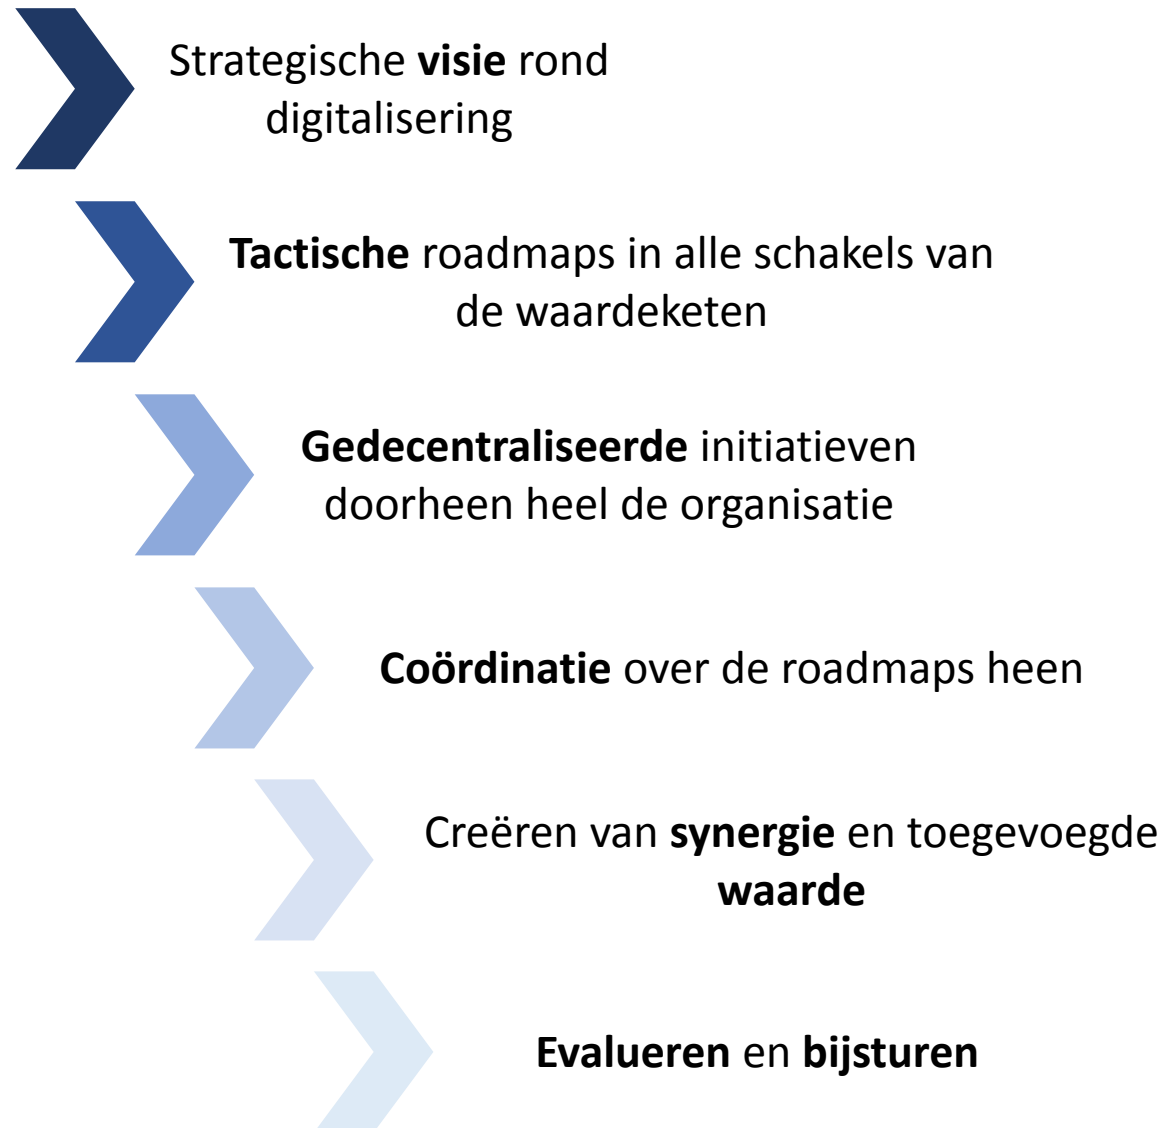 Strategische visie rond
digitalisering
Tactische roadmaps in alle schakels van
de waardeketen
Gedecentraliseerde initiatieven
doorheen heel de organisatie
Coördinatie over de roadmaps heen
Creëren van synergie en toegevoegde
waarde
Evalueren en bijsturen